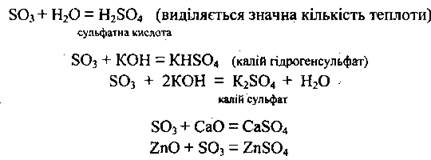 SO₃ + H₂O = H₂SO₄ (виділяється значна кількість теплоти)
сульфатна кислота
SO₃ + KOH = KHSO₄ (калій гідрогенсульфат)
SO₃ + 2KOH = K₂SO₄ + H₂O
калій сульфат
SO₃ + CaO = CaSO₄
ZnO + SO₃ = ZnSO₄